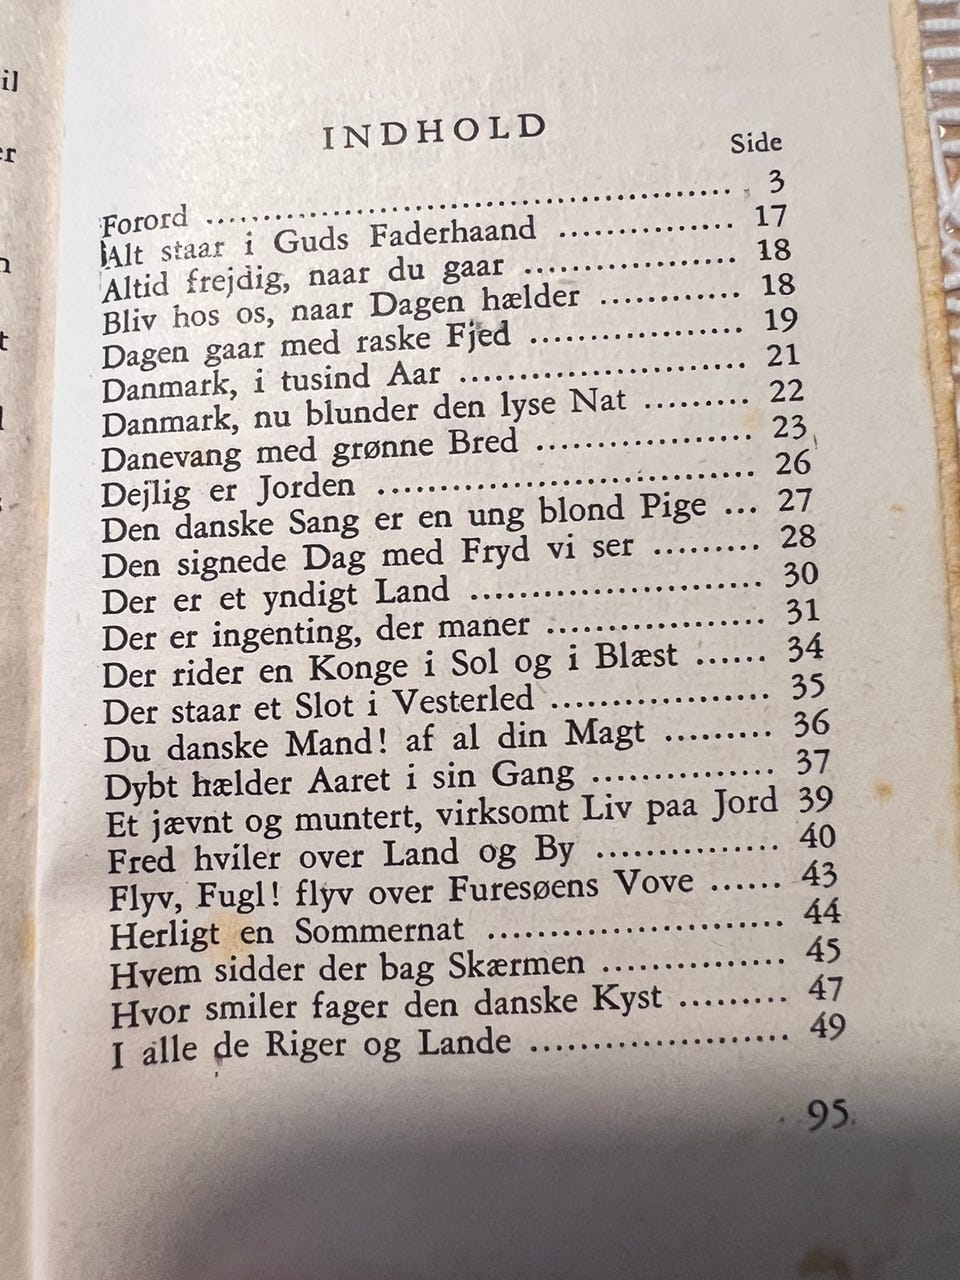 INDHOLD
Side
Forord ........................................ 3
Alt staar i Guds Faderhaand .............. 17
Altid frejdig, naar du gaar ................. 18
Bliv hos os, naar Dagen hælder ........... 18
Dagen gaar med raske Fjed ................. 19
Danmark, i tusind Aar ....................... 21
Danmark, nu blunder den lyse Nat ......... 22
Danevang med grønne Bred ................. 23
Dejlig er Jorden .............................. 26
Den danske Sang er en ung blond Pige ... 27
Den signede Dag med Fryd vi ser ......... 28
Der er et yndigt Land ....................... 30
Der er ingenting, der maner ................. 31
Der rider en Konge i Sol og i Blæst ...... 34
Der staar et Slot i Vesterled ................. 35
Du danske Mand! af al din Magt ......... 36
Dybt hælder Aaret i sin Gang .............. 37
Et jævnt og muntert, virksomt Liv paa Jord 39
Fred hviler over Land og By .............. 40
Flyv, Fugl! flyv over Furesøens Vove ...... 43
Herligt en Sommernat ....................... 44
Hvem sidder der bag Skærmen .............. 45
Hvor smiler fager den danske Kyst ......... 47
I alle de Riger og Lande .................... 49
95